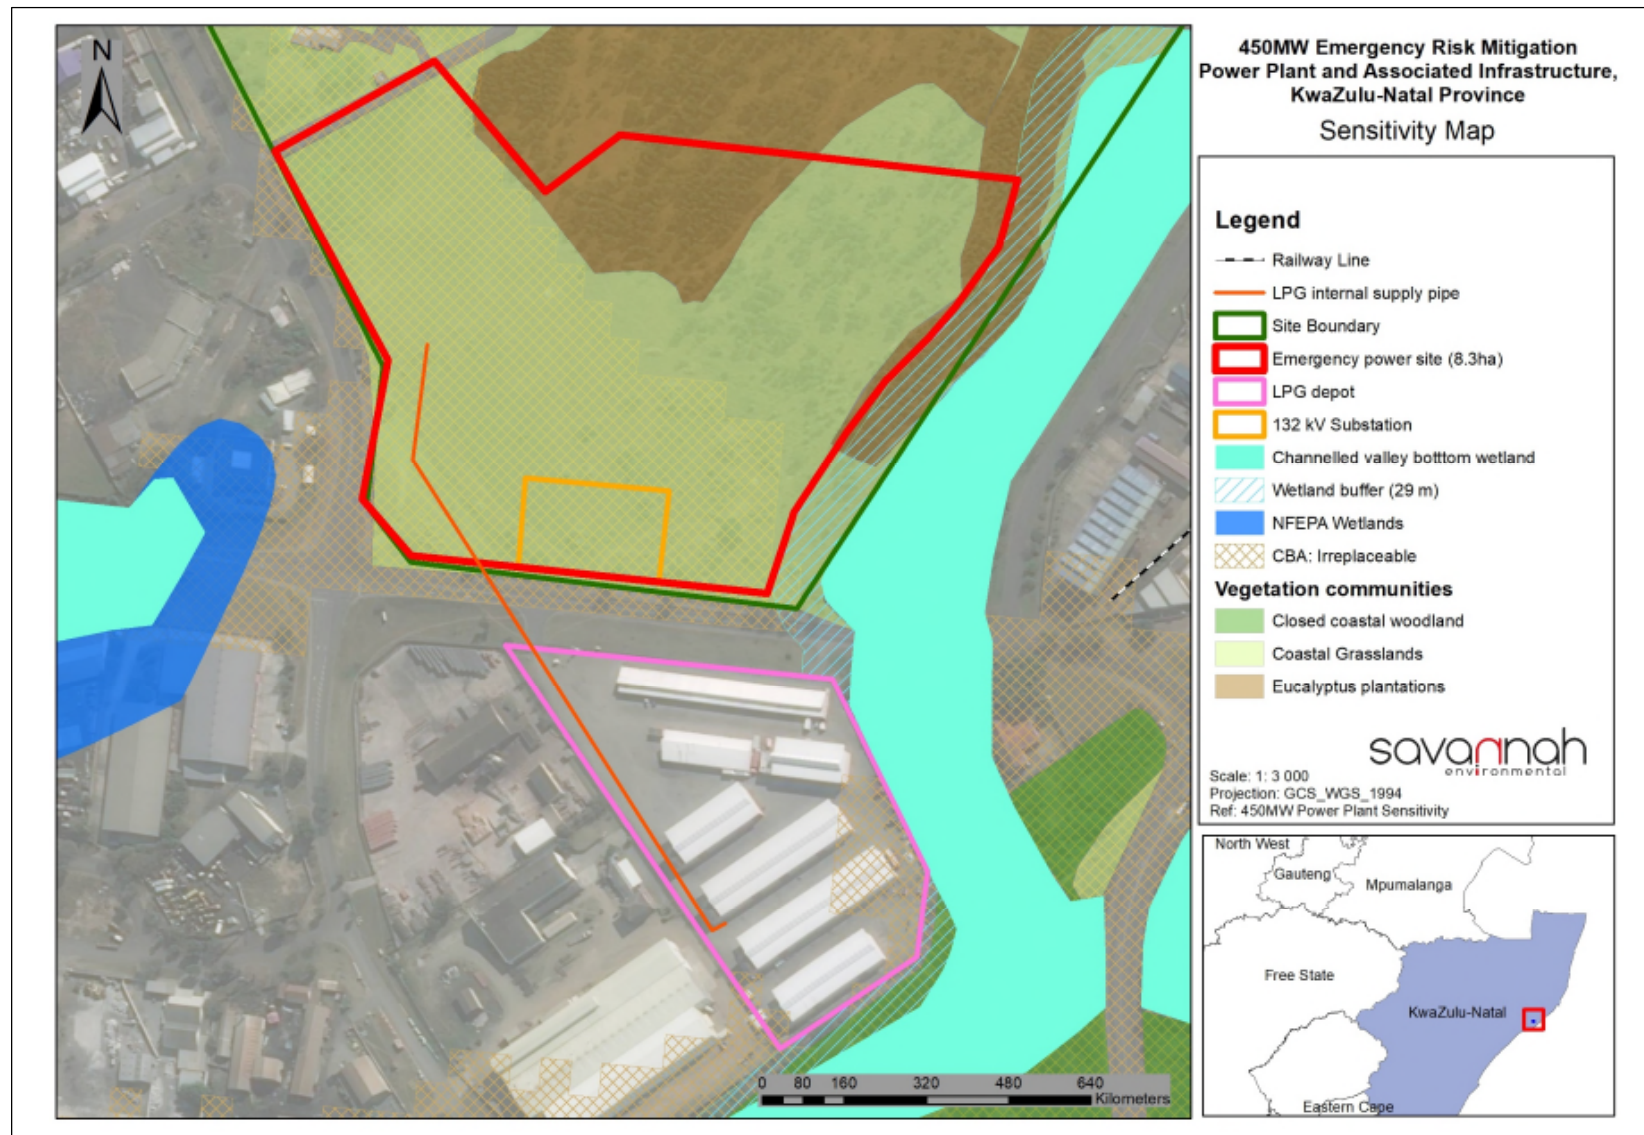 N
450MW Emergency Risk Mitigation
Power Plant and Associated Infrastructure,
KwaZulu-Natal Province
Sensitivity Map
Legend
Railway Line
LPG internal supply pipe
Site Boundary
Emergency power site (8.3ha)
LPG depot
132 kV Substation
Channelled valley botttom wetland
Wetland buffer (29 m)
NFEPA Wetlands
CBA: Irreplaceable
Vegetation communities
Closed coastal woodland
Coastal Grasslands
Eucalyptus plantations
savannah
environmental
Scale: 1: 3 000
Projection: GCS_WGS_1994
Ref: 450MW Power Plant Sensitivity
North West
Gauteng
Mpumalanga
Free State
KwaZulu-Natal
Eastern Cape
0 80 160 320 480 640
Kilometers